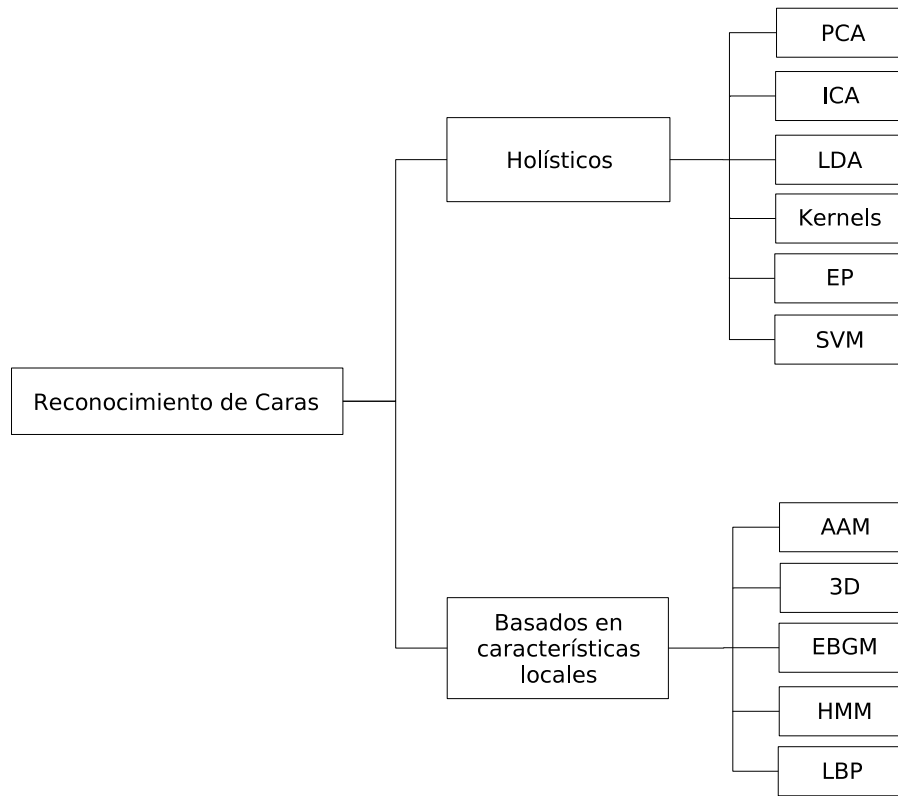 Reconocimiento de Caras
Holísticos
PCA
ICA
LDA
Kernels
EP
SVM
Basados en
características
locales
AAM
3D
EBGM
HMM
LBP